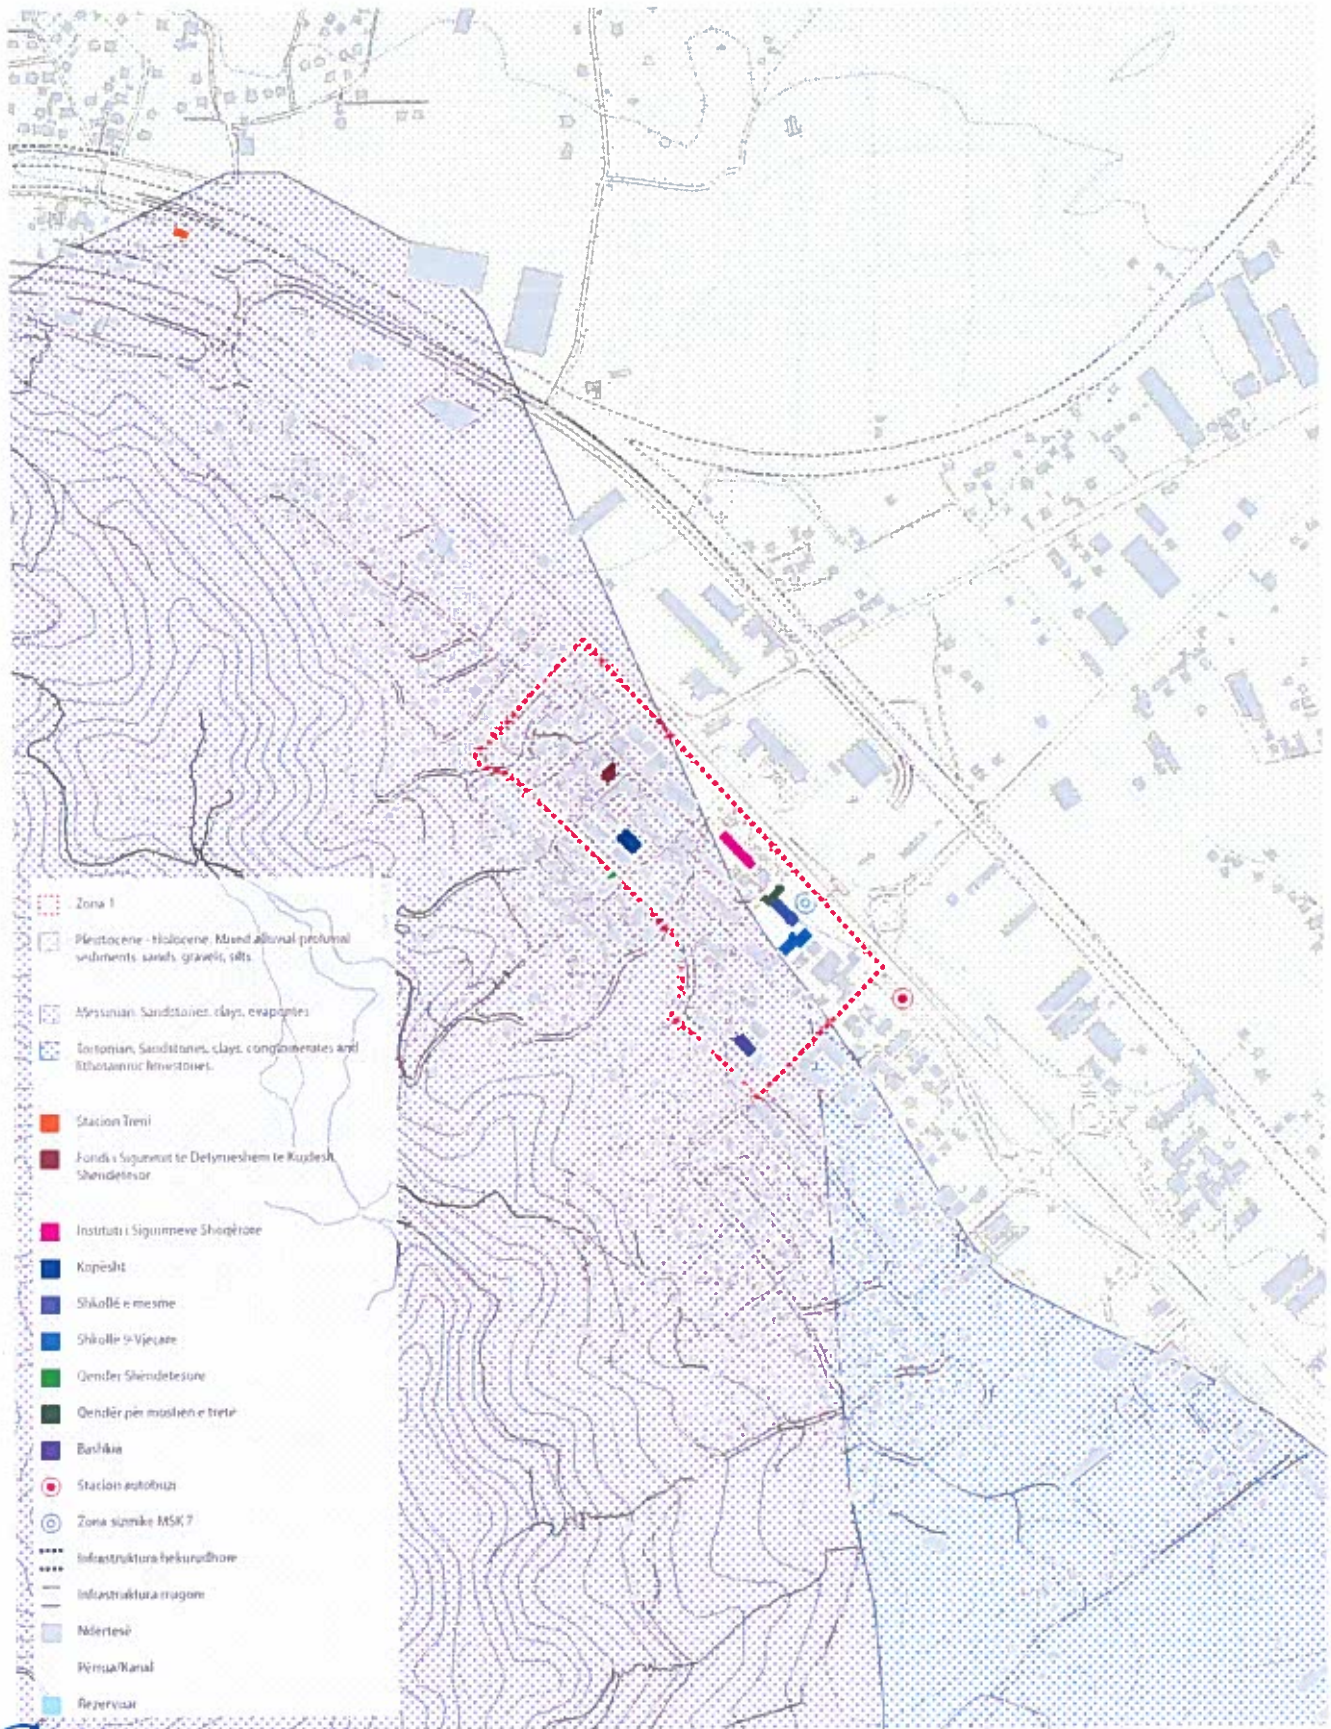 Zona 1
Pleistocene - Holocene. Mixed alluvial proluvial
sediments: sands, gravels, silts
Messinian. Sandstones, clays, evaporites
Tortonian. Sandstones, clays, conglomerates and
lithotamnic limestones.
Stacion Treni
Fondi i Sigurimit te Detyrueshem te Kujdesit
Shendetesor
Instituti i Sigurimeve Shoqërore
Kopësht
Shkollë e mesme
Shkolle 9-Vjeçare
Qender Shëndetesore
Qendër për moshën e tretë
Bashkia
Stacion autobuzi
Zona sizmike MSK 7
Infrastruktura hekurudhore
Infrastruktura rrugore
Ndërtesë
Përrua/Kanal
Rezervuar